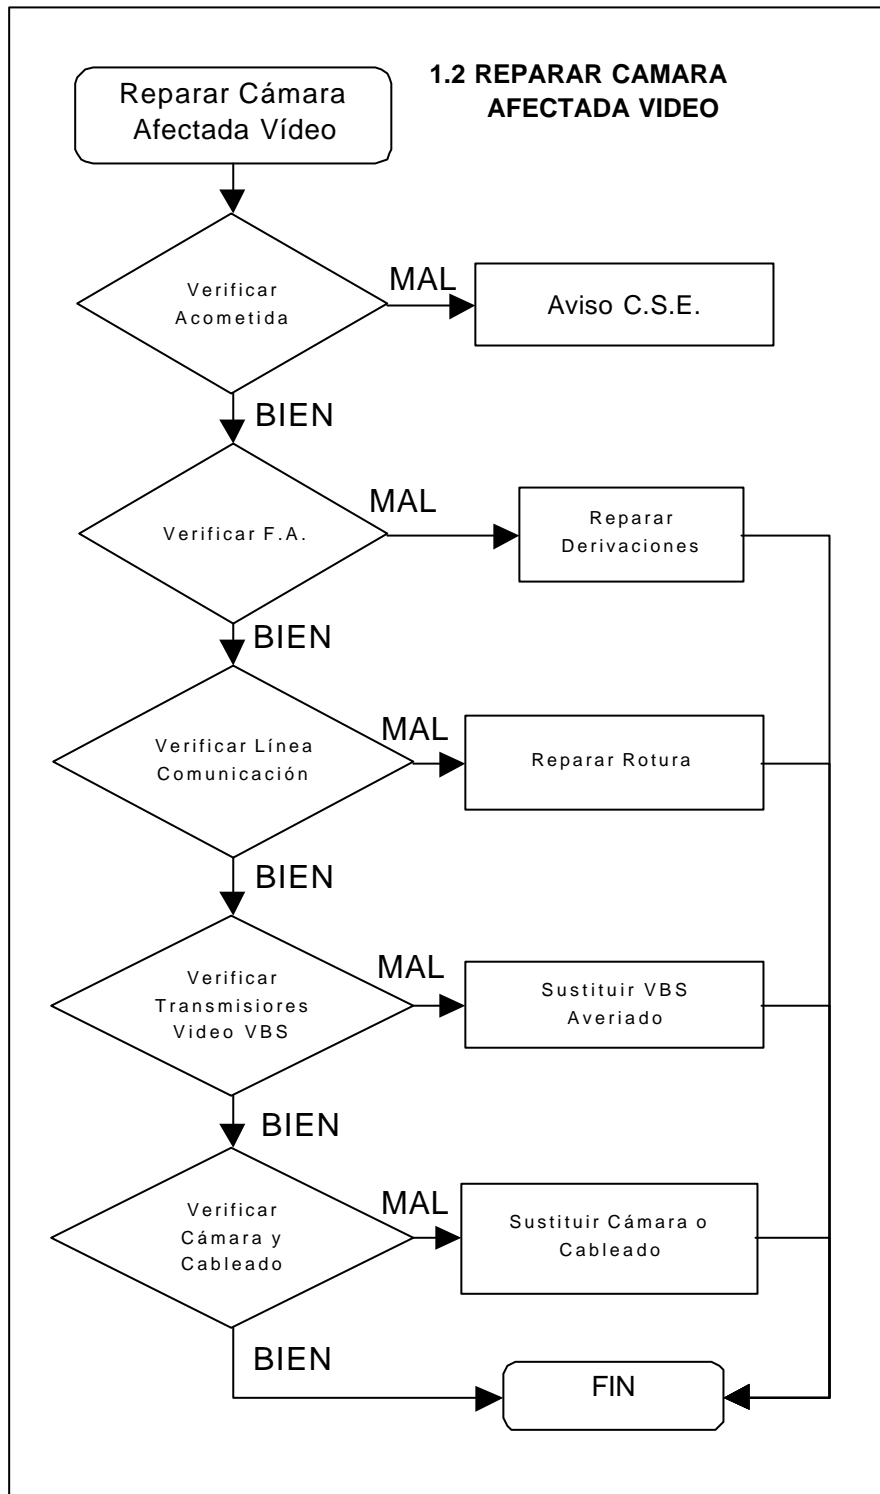 1.2 REPARAR CAMARA
AFECTADA VIDEO
Reparar Cámara
Afectada Vídeo
Verificar
Acometida
MAL
Aviso C.S.E.
BIEN
Verificar F.A.
MAL
Reparar
Derivaciones
BIEN
Verificar Línea
Comunicación
MAL
Reparar Rotura
BIEN
Verificar
Transmisiores
Video VBS
MAL
Sustituir VBS
Averiado
BIEN
Verificar
Cámara y
Cableado
MAL
Sustituir Cámara o
Cableado
BIEN
FIN